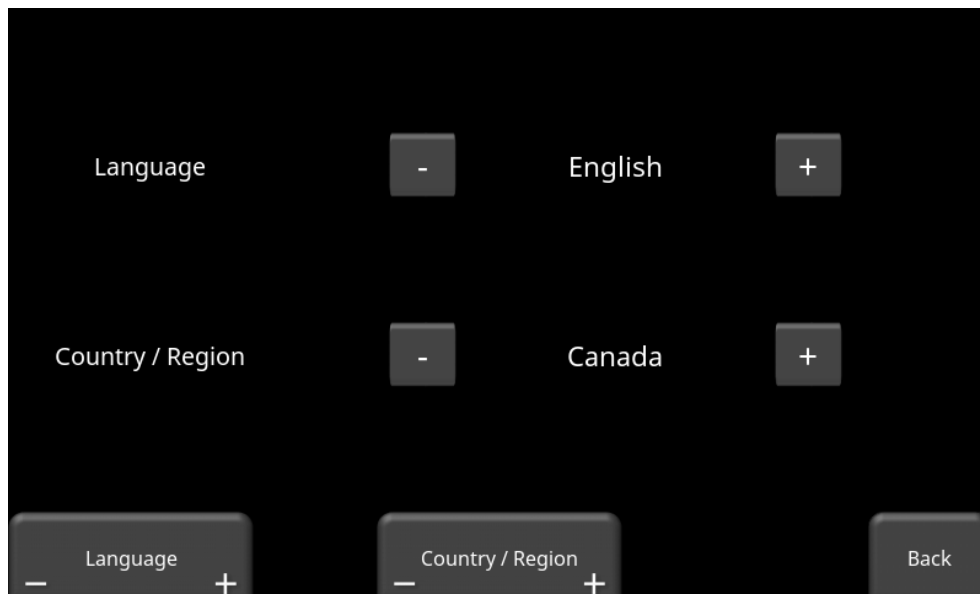 Language - English +
Country / Region - Canada +
Language Country / Region Back
− + − +